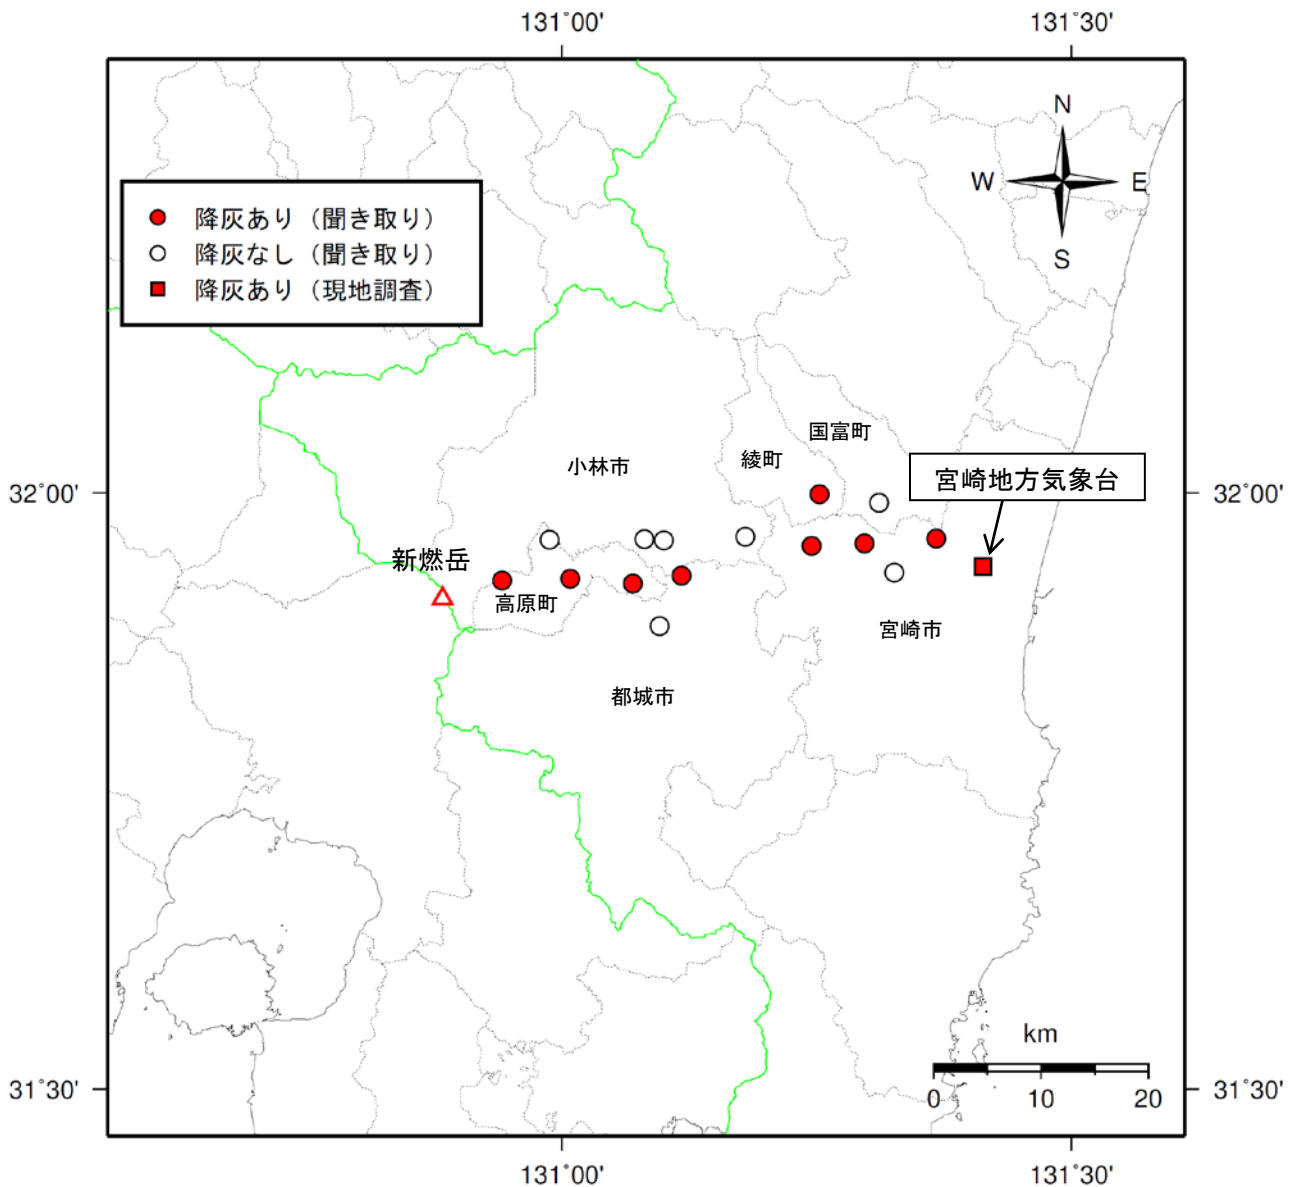 131°00'
131°30'
N
W
E
S
降灰あり（聞き取り）
降灰なし（聞き取り）
降灰あり（現地調査）
国富町
綾町
小林市
宮崎地方気象台
32°00'
32°00'
新燃岳
高原町
宮崎市
都城市
km
31°30'
31°30'
0
10
20
131°00'
131°30'